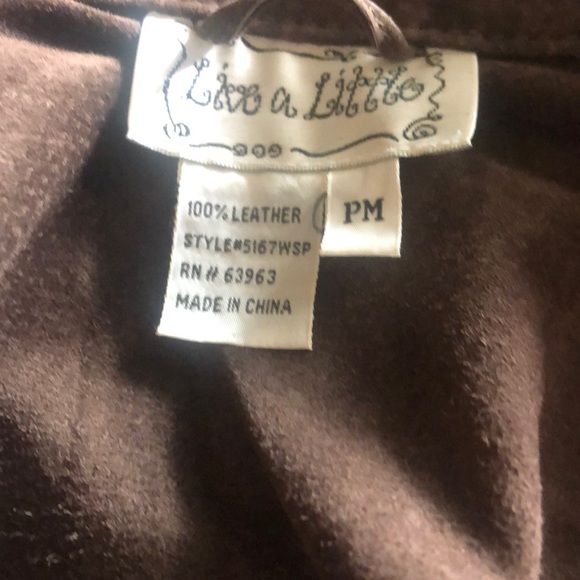 Live a Little
100% LEATHER
PM
STYLE#5167WSP
RN # 63963
MADE IN CHINA